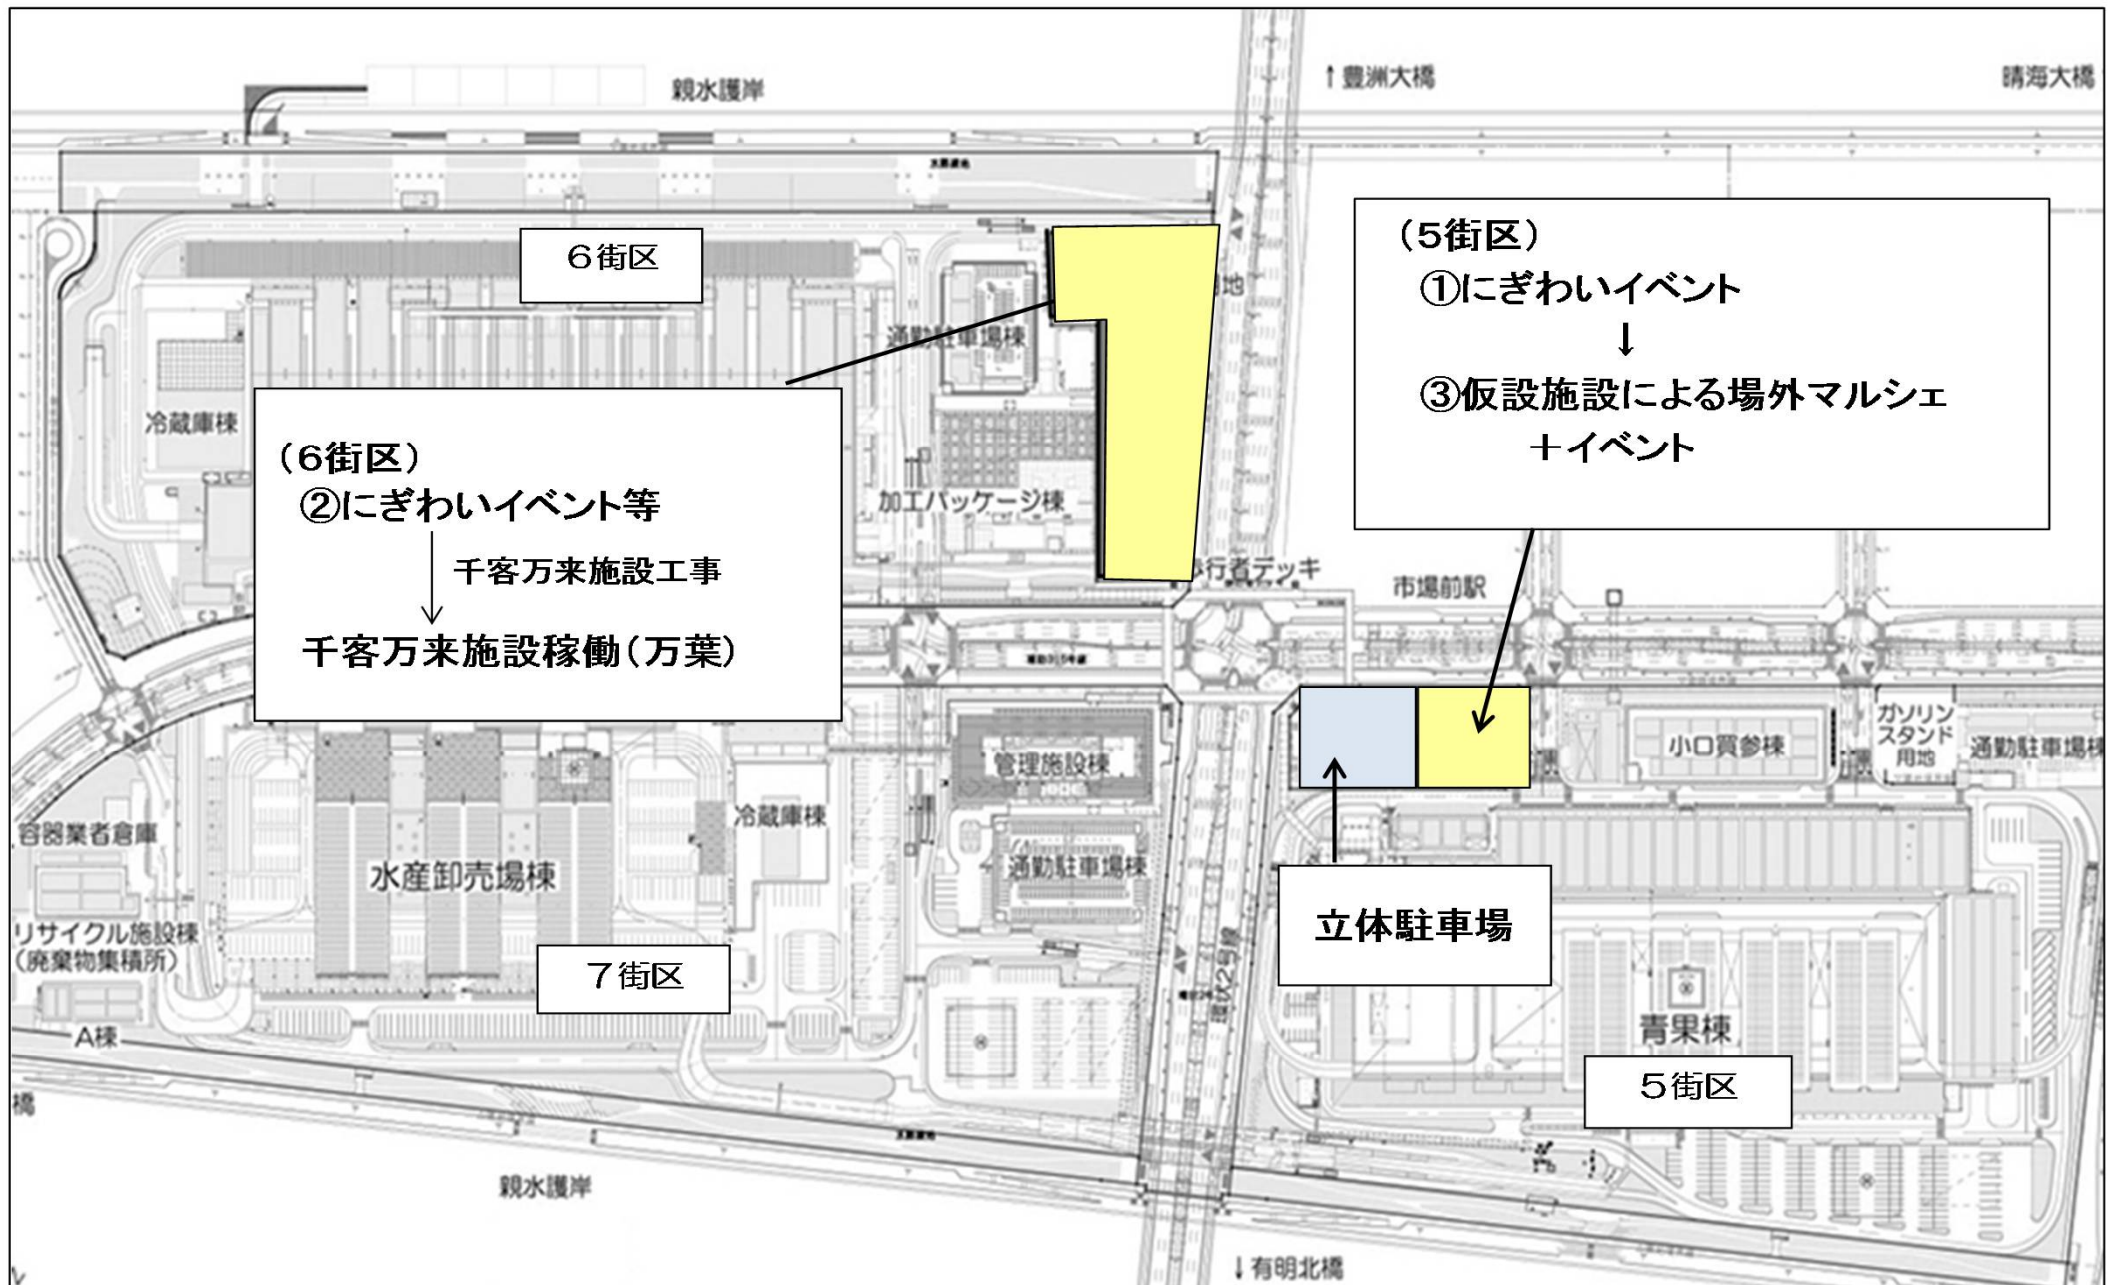 親水護岸
↑豊洲大橋
晴海大橋
6街区
(5街区)
①にぎわいイベント
↓
③仮設施設による場外マルシェ
+イベント
地
通勤駐車場棟
冷蔵庫棟
(6街区)
②にぎわいイベント等
千客万来施設工事
千客万来施設稼働(万葉)
加工パッケージ棟
歩行者デッキ
市場前駅
管理施設棟
小口買参棟
ガソリン
スタンド
用地
通勤駐車場棟
容器業者倉庫
冷蔵庫棟
水産卸売場棟
通勤駐車場棟
立体駐車場
リサイクル施設棟
(廃棄物集積所)
7街区
環状2号線
A棟
青果棟
5街区
橋
親水護岸
↓有明北橋